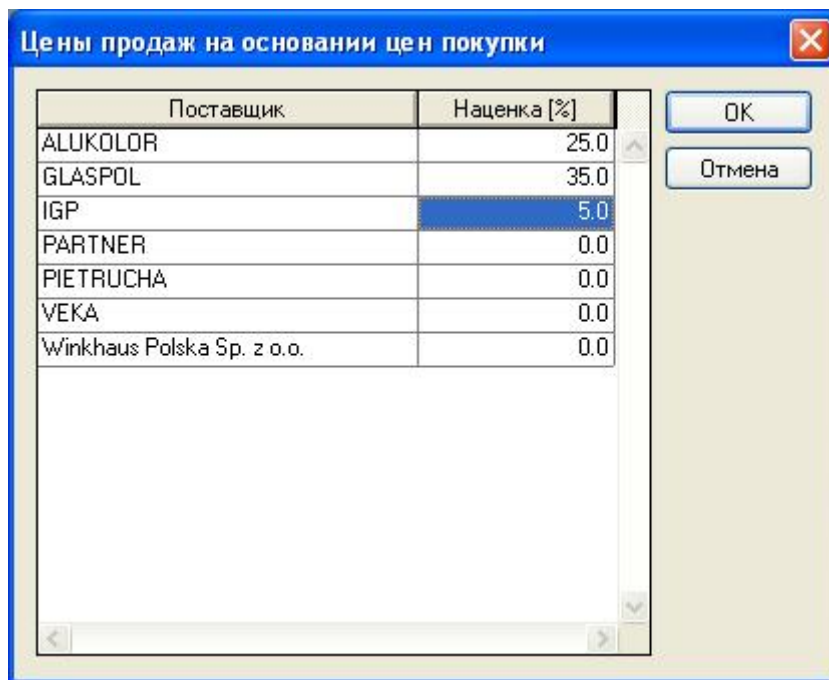 Цены продаж на основании цен покупки
Поставщик Наценка [%]
ALUKOLOR 25.0
GLASPOL 35.0
IGP 5.0
PARTNER 0.0
PIETRUCHA 0.0
VEKA 0.0
Winkhaus Polska Sp. z o.o. 0.0
OK
Отмена